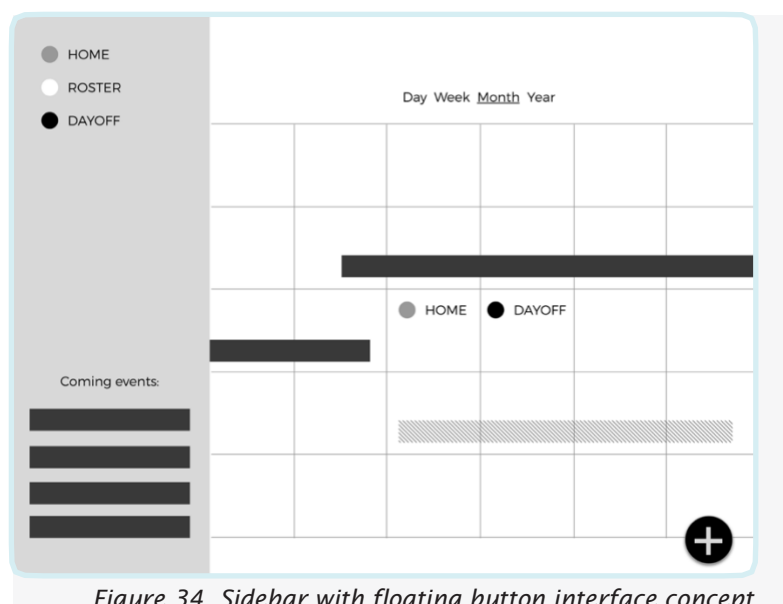 HOME
ROSTER
DAYOFF
Day Week Month Year
HOME DAYOFF
Coming events:
Figure 34. Sidebar with floating button interface concept